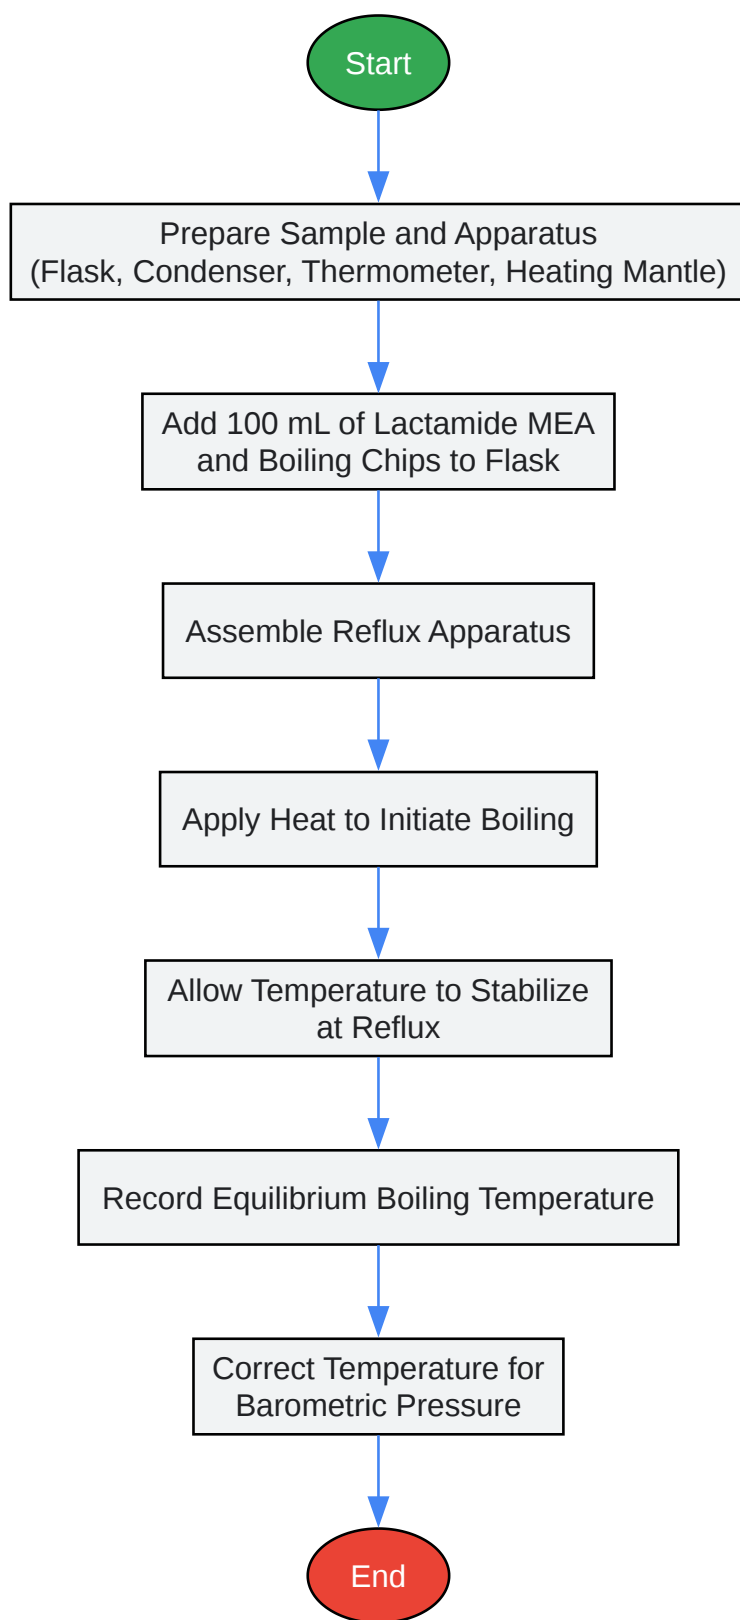 Start
Prepare Sample and Apparatus
(Flask, Condenser, Thermometer, Heating Mantle)
Add 100 mL of Lactamide MEA
and Boiling Chips to Flask
Assemble Reflux Apparatus
Apply Heat to Initiate Boiling
Allow Temperature to Stabilize
at Reflux
Record Equilibrium Boiling Temperature
Correct Temperature for
Barometric Pressure
End